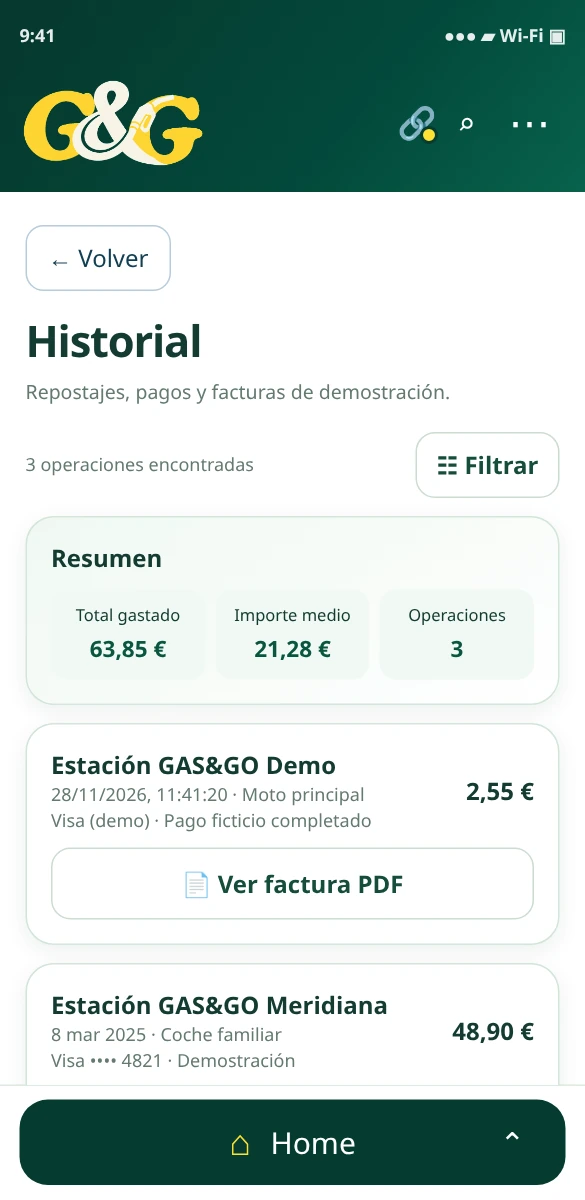 9:41
Wi-Fi
G&G
← Volver
Historial
Repostajes, pagos y facturas de demostración.
3 operaciones encontradas
Filtrar
Resumen
Total gastado
63,85 €
Importe medio
21,28 €
Operaciones
3
Estación GAS&GO Demo
28/11/2026, 11:41:20 · Moto principal
Visa (demo) · Pago ficticio completado
2,55 €
Ver factura PDF
Estación GAS&GO Meridiana
8 mar 2025 · Coche familiar
Visa •••• 4821 · Demostración
48,90 €
Home